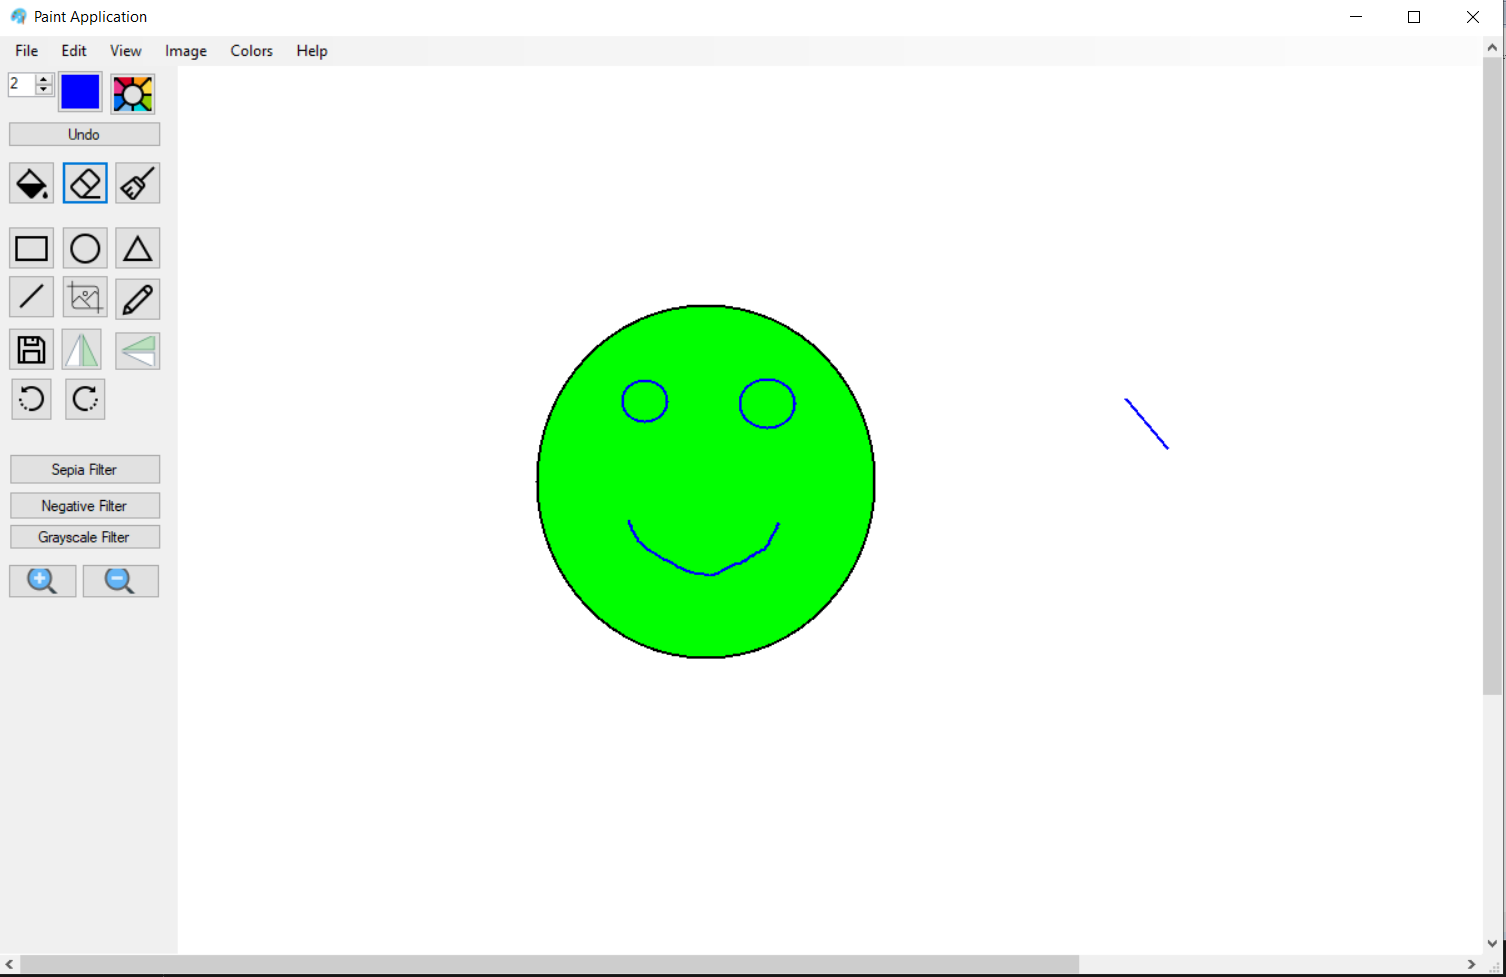 Paint Application
File Edit View Image Colors Help
2
Undo
Sepia Filter
Negative Filter
Grayscale Filter